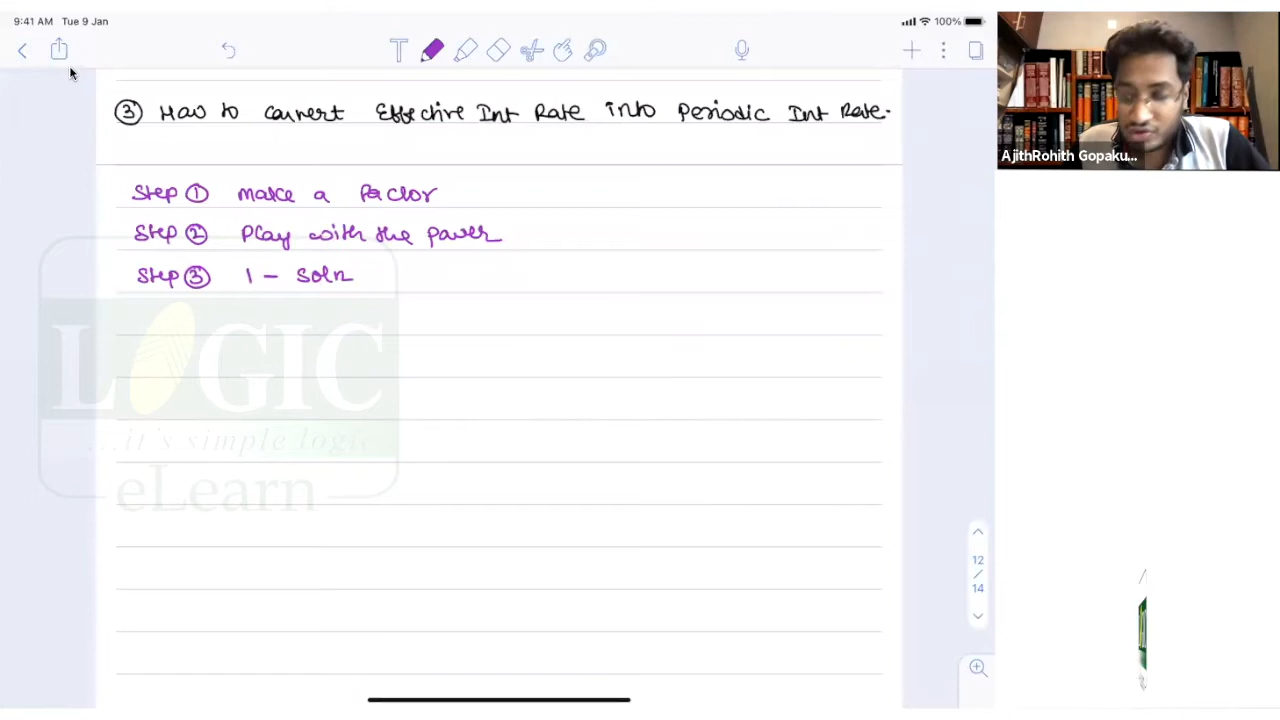 9:41 AM Tue 9 Jan
100%
③ How to convert Effective Int Rate into Periodic Int Rate.
Step ① make a Factor
Step ② Play with the power
Step ③ 1 - Soln
LOGIC
...it's simple logic...
eLearn
12
/
14
AjithRohith Gopaku...